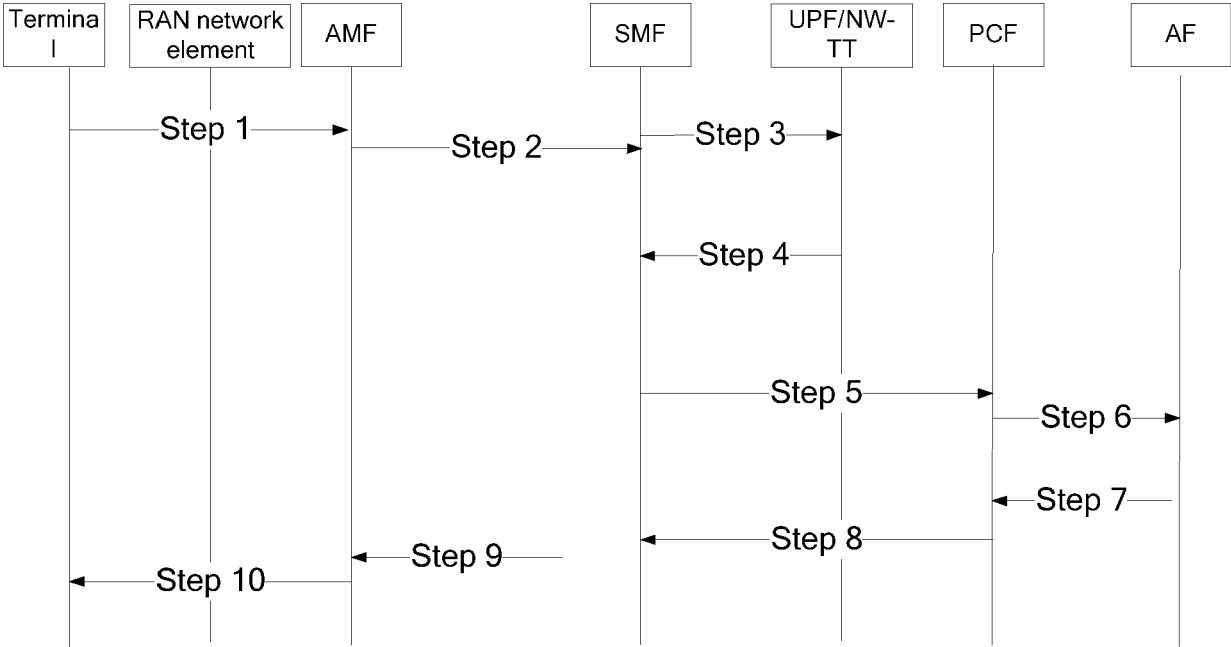 Termina
l
RAN network
element
AMF
SMF
UPF/NW-
TT
PCF
AF
Step 1
Step 2
Step 3
Step 4
Step 5
Step 6
Step 7
Step 8
Step 9
Step 10